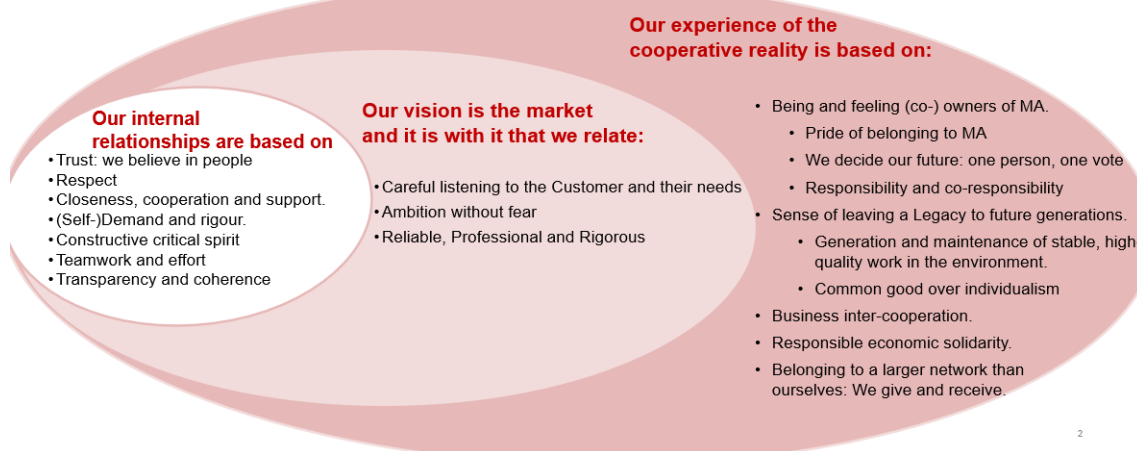 Our internal
relationships are based on
• Trust: we believe in people
• Respect
• Closeness, cooperation and support.
• (Self-)Demand and rigour.
• Constructive critical spirit
• Teamwork and effort
• Transparency and coherence
Our vision is the market
and it is with it that we relate:
• Careful listening to the Customer and their needs
• Ambition without fear
• Reliable, Professional and Rigorous
Our experience of the
cooperative reality is based on:
• Being and feeling (co-) owners of MA.
• Pride of belonging to MA
• We decide our future: one person, one vote
• Responsibility and co-responsibility
• Sense of leaving a Legacy to future generations.
• Generation and maintenance of stable, high-
quality work in the environment.
• Common good over individualism
• Business inter-cooperation.
• Responsible economic solidarity.
• Belonging to a larger network than
ourselves: We give and receive.
2